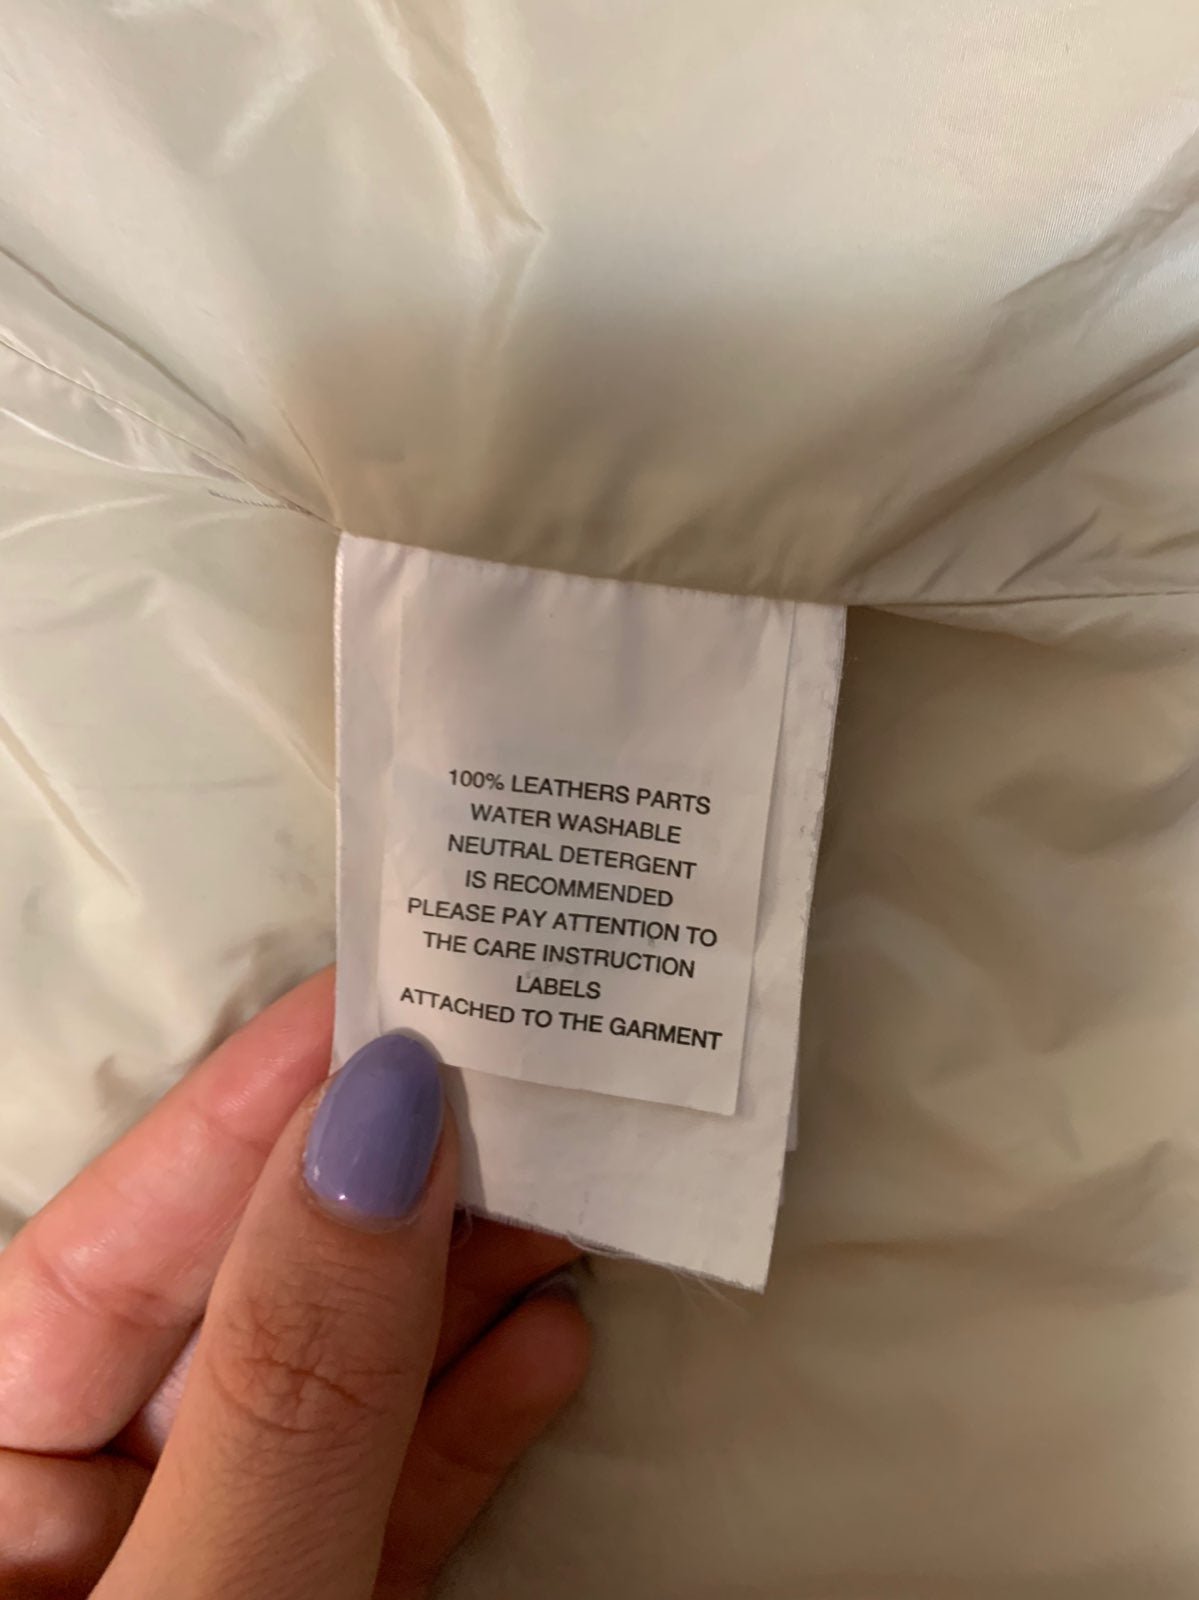 100% LEATHERS PARTS
WATER WASHABLE
NEUTRAL DETERGENT
IS RECOMMENDED
PLEASE PAY ATTENTION TO
THE CARE INSTRUCTION
LABELS
ATTACHED TO THE GARMENT